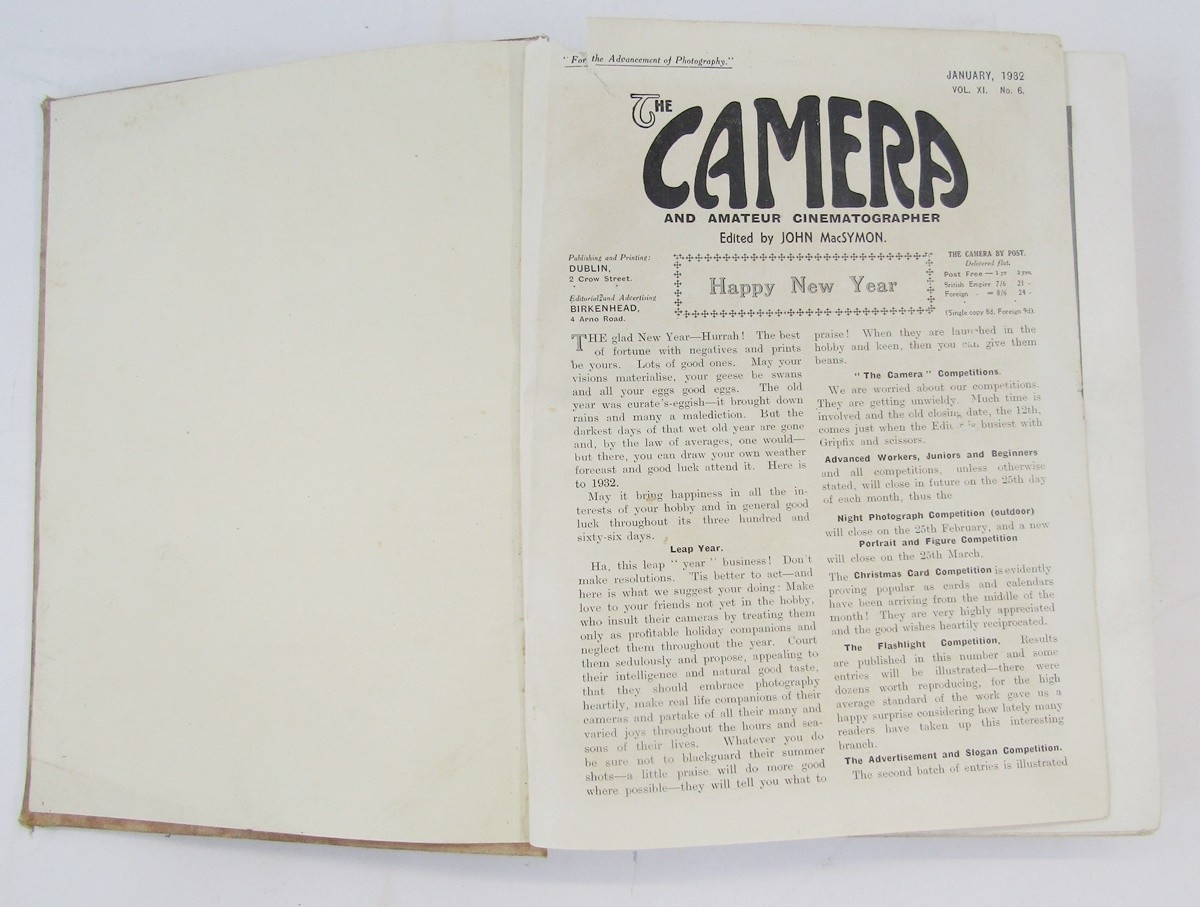 "For the Advancement of Photography."
JANUARY, 1932
VOL. XI. No. 6.
THE
CAMERA
AND AMATEUR CINEMATOGRAPHER
Edited by JOHN MacSYMON.
Publishing and Printing:
DUBLIN,
2 Crow Street.
Editorial and Advertising
BIRKENHEAD,
4 Arno Road.
Happy New Year
THE CAMERA BY POST.
Delivered flat.
Post Free — 1 yr 3 yrs.
British Empire 7/6 21 -
Foreign - = 8/6 24 -
(Single copy 8d. Foreign 9d).
THE glad New Year—Hurrah! The best
of fortune with negatives and prints
be yours. Lots of good ones. May your
visions materialise, your geese be swans
and all your eggs good eggs. The old
year was curate's-eggish—it brought down
rains and many a malediction. But the
darkest days of that wet old year are gone
and, by the law of averages, one would—
but there, you can draw your own weather
forecast and good luck attend it. Here is
to 1932.
May it bring happiness in all the in-
terests of your hobby and in general good
luck throughout its three hundred and
sixty-six days.
Leap Year.
Ha, this leap "year" business! Don't
make resolutions. 'Tis better to act—and
here is what we suggest your doing: Make
love to your friends not yet in the hobby,
who insult their cameras by treating them
only as profitable holiday companions and
neglect them throughout the year. Court
them sedulously and propose, appealing to
their intelligence and natural good taste,
that they should embrace photography
heartily, make real life companions of their
cameras and partake of all their many and
varied joys throughout the hours and sea-
sons of their lives. Whatever you do
be sure not to blackguard their summer
shots—a little praise will do more good
where possible—they will tell you what to
praise! When they are launched in the
hobby and keen, then you can give them
beans.
"The Camera" Competitions.
We are worried about our competitions.
They are getting unwieldy. Much time is
involved and the old closing date, the 12th,
comes just when the is busiest with
Gripfix and scissors.
Advanced Workers, Juniors and Beginners
and all competitions, unless otherwise
stated, will close in future on the 25th day
of each month, thus the
Night Photograph Competition (outdoor)
will close on the 25th February, and a new
Portrait and Figure Competition
will close on the 25th March.
The Christmas Card Competition is evidently
proving popular as cards and calendars
have been arriving from the middle of the
month! They are very highly appreciated
and the good wishes heartily reciprocated.
The Flashlight Competition. Results
are published in this number and some
entries will be illustrated—there were
dozens worth reproducing, for the high
average standard of the work gave us a
happy surprise considering how lately many
readers have taken up this interesting
branch.
The Advertisement and Slogan Competition.
The second batch of entries is illustrated